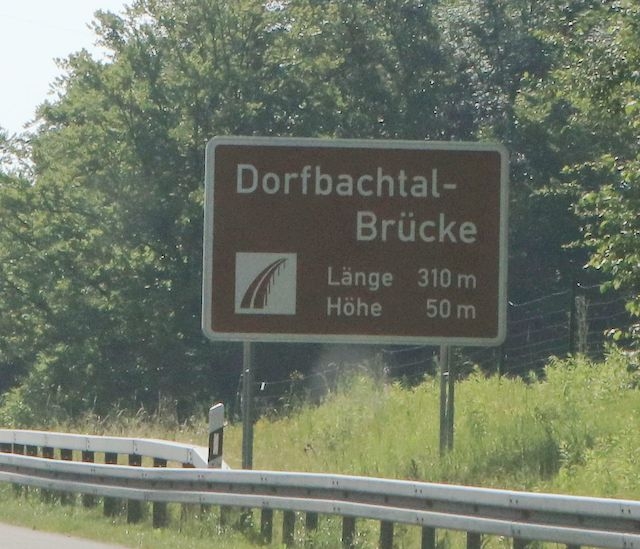 Dorfbachtal-
Brücke
Länge 310 m
Höhe 50 m